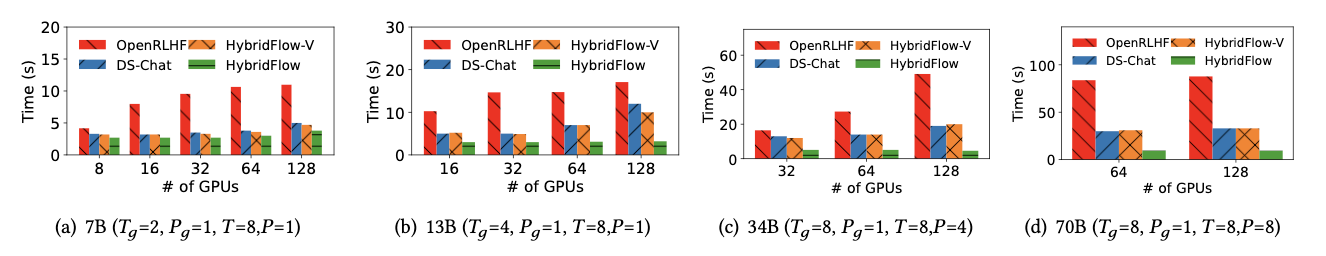 20
15
10
5
0
Time (s)
OpenRLHF
DS-Chat
HybridFlow-V
HybridFlow
8 16 32 64 128
# of GPUs
(a) 7B (Tg=2, Pg=1, T=8,P=1)
30
20
10
0
Time (s)
OpenRLHF
DS-Chat
HybridFlow-V
HybridFlow
16 32 64 128
# of GPUs
(b) 13B (Tg=4, Pg=1, T=8,P=1)
60
40
20
0
Time (s)
OpenRLHF
DS-Chat
HybridFlow-V
HybridFlow
32 64 128
# of GPUs
(c) 34B (Tg=8, Pg=1, T=8,P=4)
100
50
0
Time (s)
OpenRLHF
DS-Chat
HybridFlow-V
HybridFlow
64 128
# of GPUs
(d) 70B (Tg=8, Pg=1, T=8,P=8)